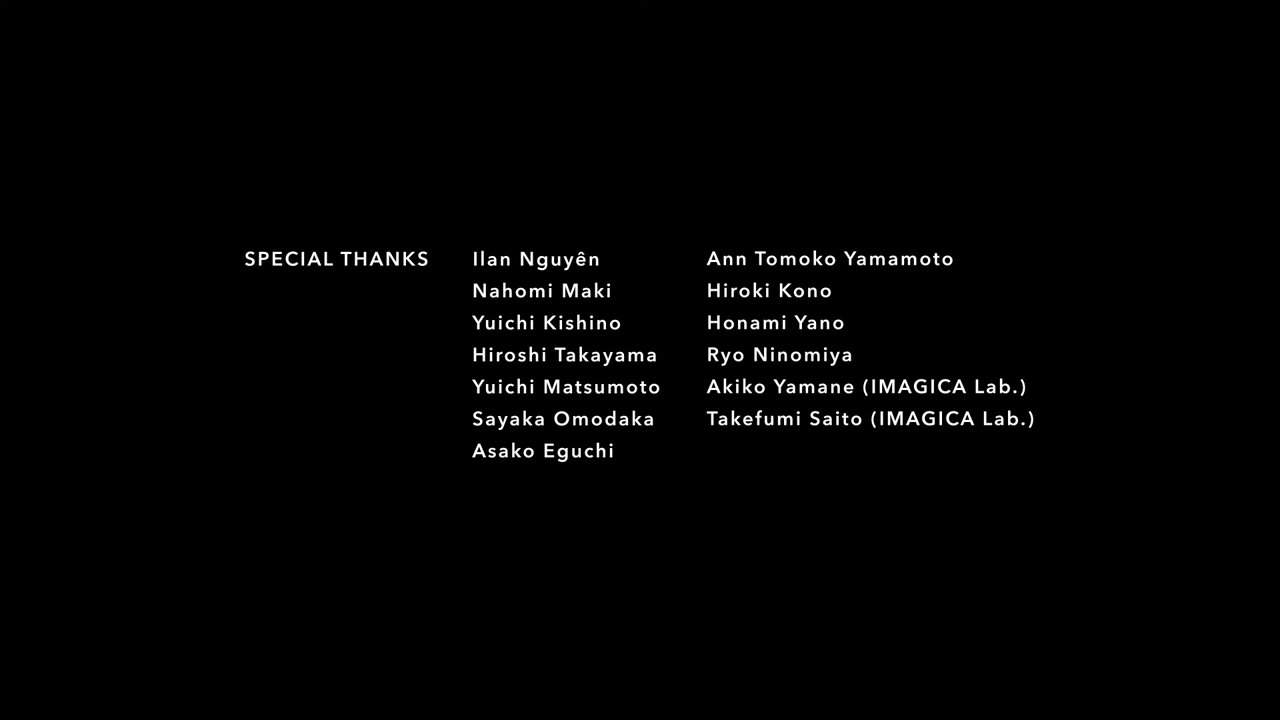 SPECIAL THANKS
Ilan Nguyên
Nahomi Maki
Yuichi Kishino
Hiroshi Takayama
Yuichi Matsumoto
Sayaka Omodaka
Asako Eguchi
Ann Tomoko Yamamoto
Hiroki Kono
Honami Yano
Ryo Ninomiya
Akiko Yamane (IMAGICA Lab.)
Takefumi Saito (IMAGICA Lab.)